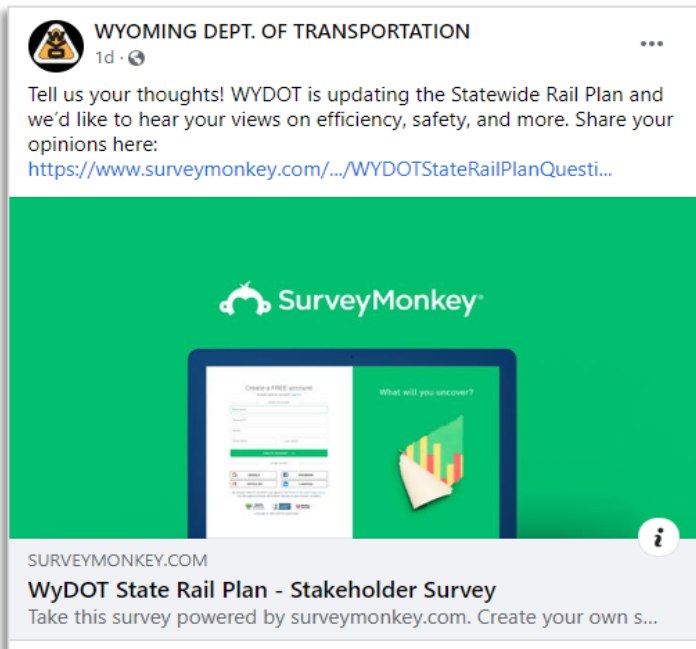 WYOMING DEPT. OF TRANSPORTATION
1d ·
Tell us your thoughts! WYDOT is updating the Statewide Rail Plan and
we'd like to hear your views on efficiency, safety, and more. Share your
opinions here:
https://www.surveymonkey.com/.../WYDOTStateRailPlanQuesti...
SurveyMonkey
Create a FREE account
What will you uncover?
SURVEYMONKEY.COM
WyDOT State Rail Plan - Stakeholder Survey
Take this survey powered by surveymonkey.com. Create your own s...